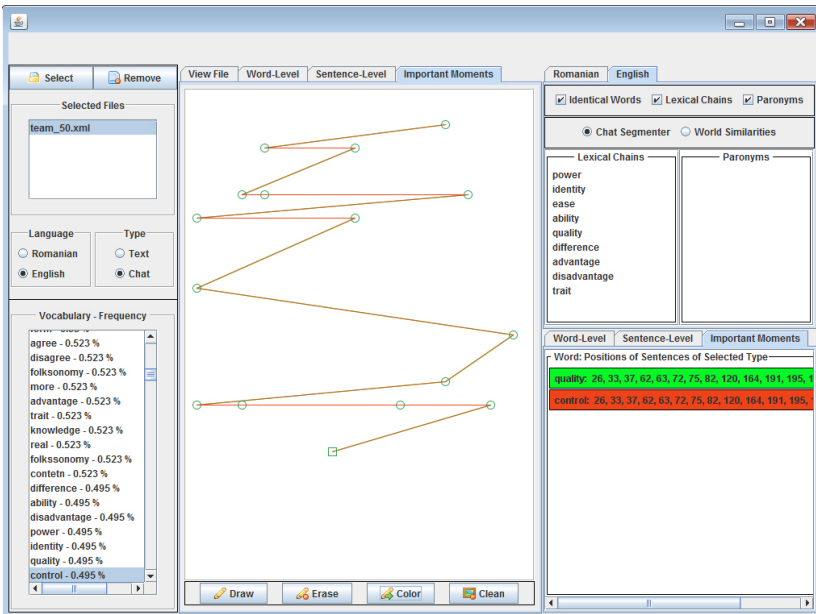 Select Remove
Selected Files
team_50.xml
Language Type
Romanian Text
English Chat
Vocabulary - Frequency
agree - 0.523 %
disagree - 0.523 %
folksonomy - 0.523 %
more - 0.523 %
advantage - 0.523 %
trait - 0.523 %
knowledge - 0.523 %
real - 0.523 %
folkssonomy - 0.523 %
contetn - 0.523 %
difference - 0.495 %
ability - 0.495 %
disadvantage - 0.495 %
power - 0.495 %
identity - 0.495 %
quality - 0.495 %
control - 0.495 %
View File Word-Level Sentence-Level Important Moments
Draw Erase Color Clean
Romanian English
Identical Words Lexical Chains Paronyms
Chat Segmenter World Similarities
Lexical Chains Paronyms
power
identity
ease
ability
quality
difference
advantage
disadvantage
trait
Word-Level Sentence-Level Important Moments
Word: Positions of Sentences of Selected Type
quality: 26, 33, 37, 62, 63, 72, 75, 82, 120, 164, 191, 195, 1
control: 26, 33, 37, 62, 63, 72, 75, 82, 120, 164, 191, 195,